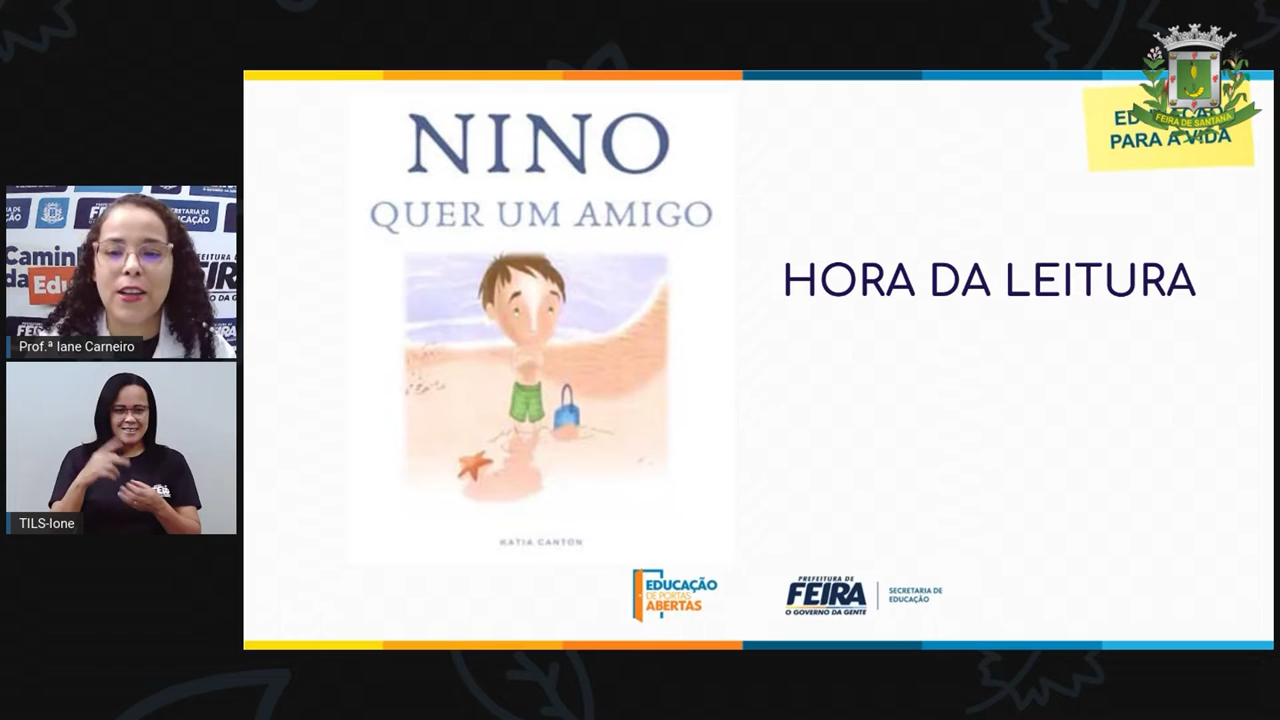 NINO
QUER UM AMIGO
KATIA CANTON
HORA DA LEITURA
PARA A VIDA
FEIRA DE SANTANA
EDUCAÇÃO
DE PORTAS
ABERTAS
PREFEITURA DE
FEIRA
O GOVERNO DA GENTE
SECRETARIA DE
EDUCAÇÃO
Prof.ª Iane Carneiro
TILS-Ione